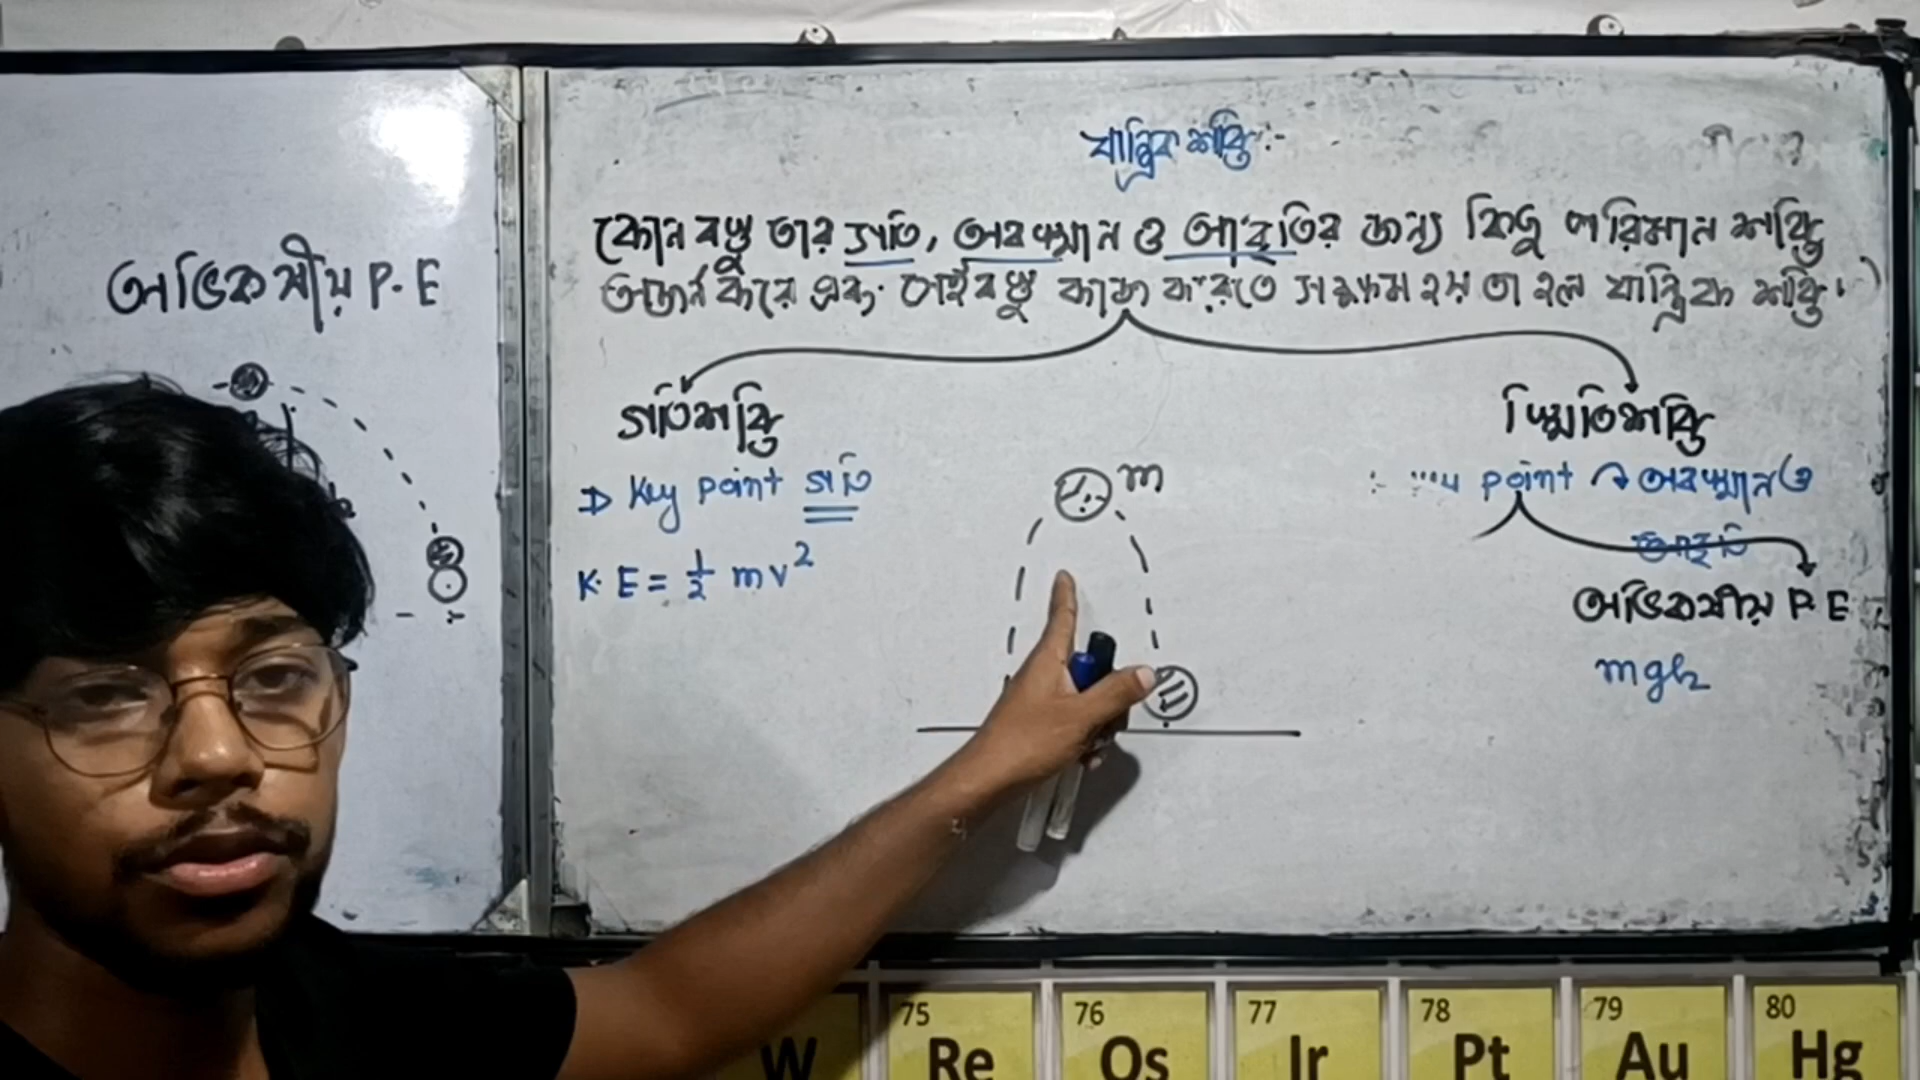 যান্ত্রিক শক্তি:-
কোন বস্তু তার গতি, অবস্থান ও আকৃতির জন্য কিছু পরিমান শক্তি
অর্জন করে এবং ঐ বস্তু কাজ করতে সক্ষম হয় তা হলে যান্ত্রিক শক্তি।
অভিকর্ষীয় P.E
গতিশক্তি
স্থিতিশক্তি
Key point গতি
point → অবস্থান ও
m
K.E = 1/2 mv²
অভিকর্ষীয় P.E
mgh
W
75
Re
76
Os
77
Ir
78
Pt
79
Au
80
Hg